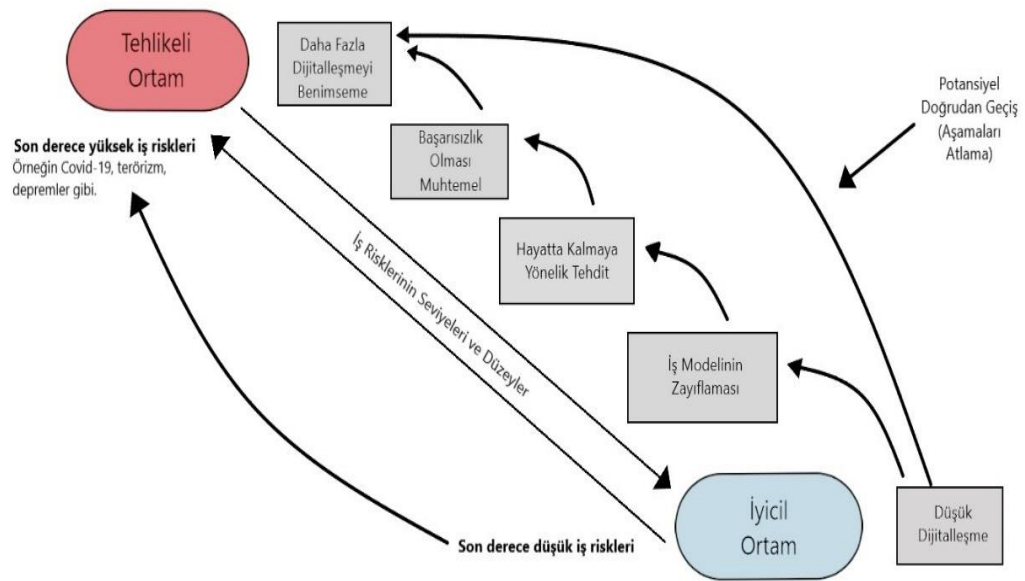 Tehlikeli
Ortam
Daha Fazla
Dijitalleşmeyi
Benimseme
Potansiyel
Doğrudan Geçiş
(Aşamaları
Atlama)
Başarısızlık
Olması
Muhtemel
Son derece yüksek iş riskleri
Örneğin Covid-19, terörizm,
depremler gibi.
Hayatta Kalmaya
Yönelik Tehdit
İş Risklerinin Seviyeleri ve Düzeyler
İş Modelinin
Zayıflaması
İyicil
Ortam
Düşük
Dijitalleşme
Son derece düşük iş riskleri